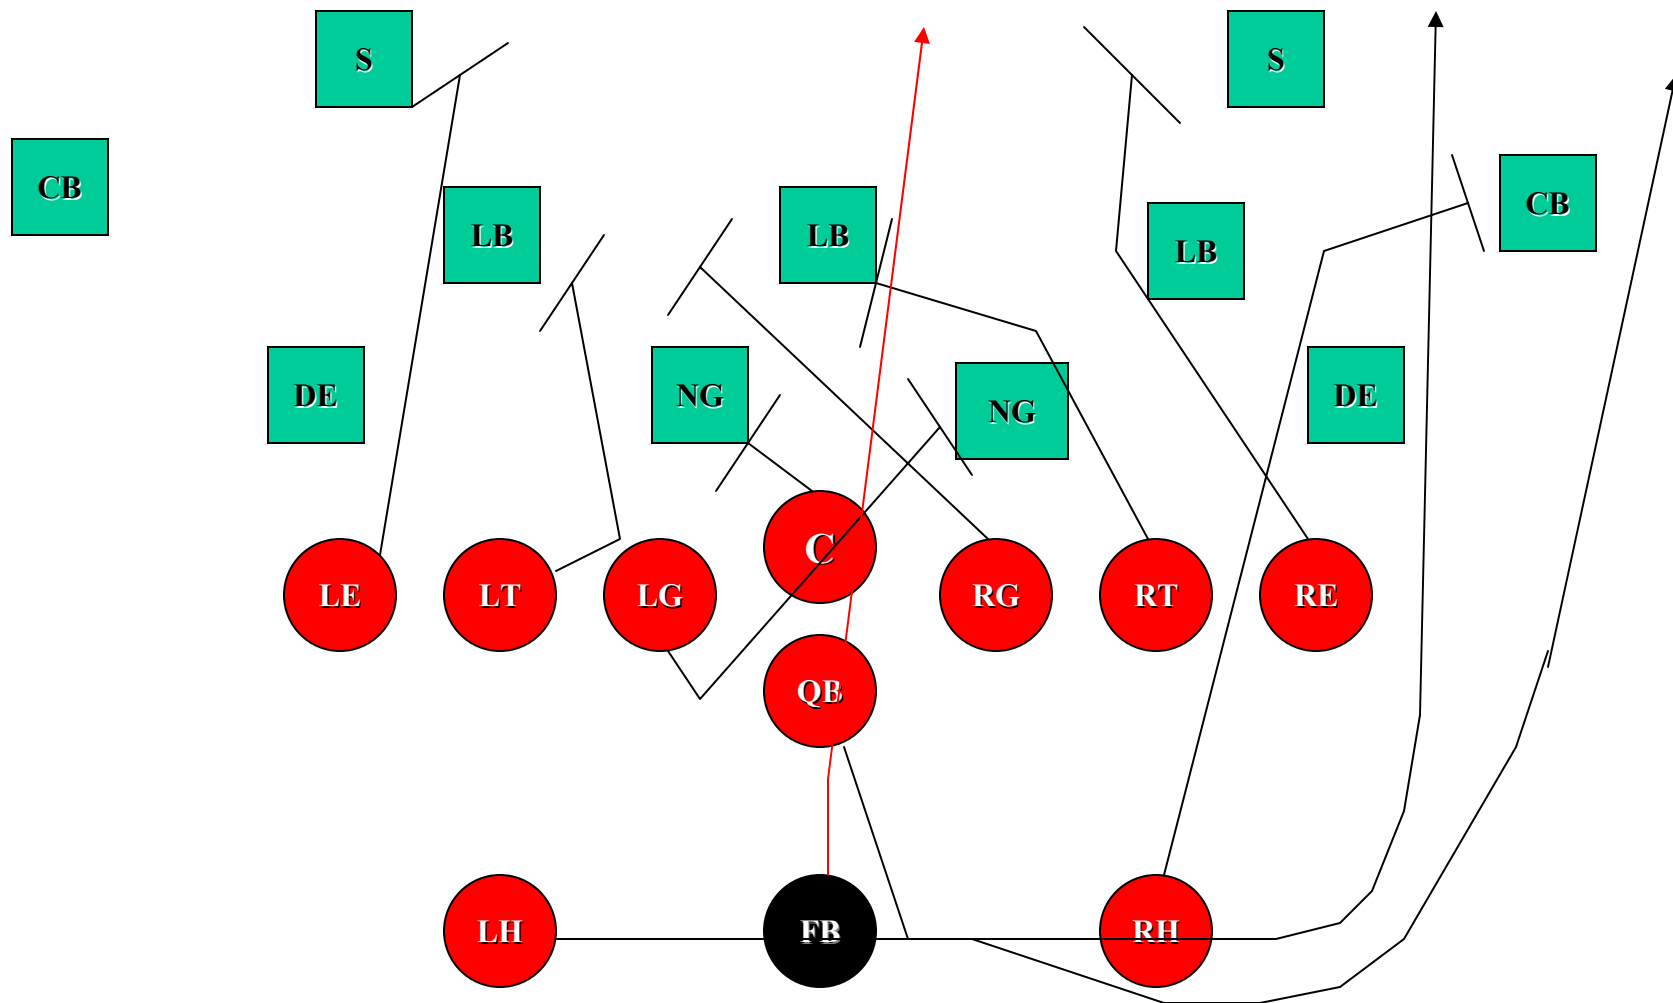 S
S
CB
CB
LB
LB
LB
DE
NG
NG
DE
C
LE
LT
LG
RG
RT
RE
QB
LH
FB
RH